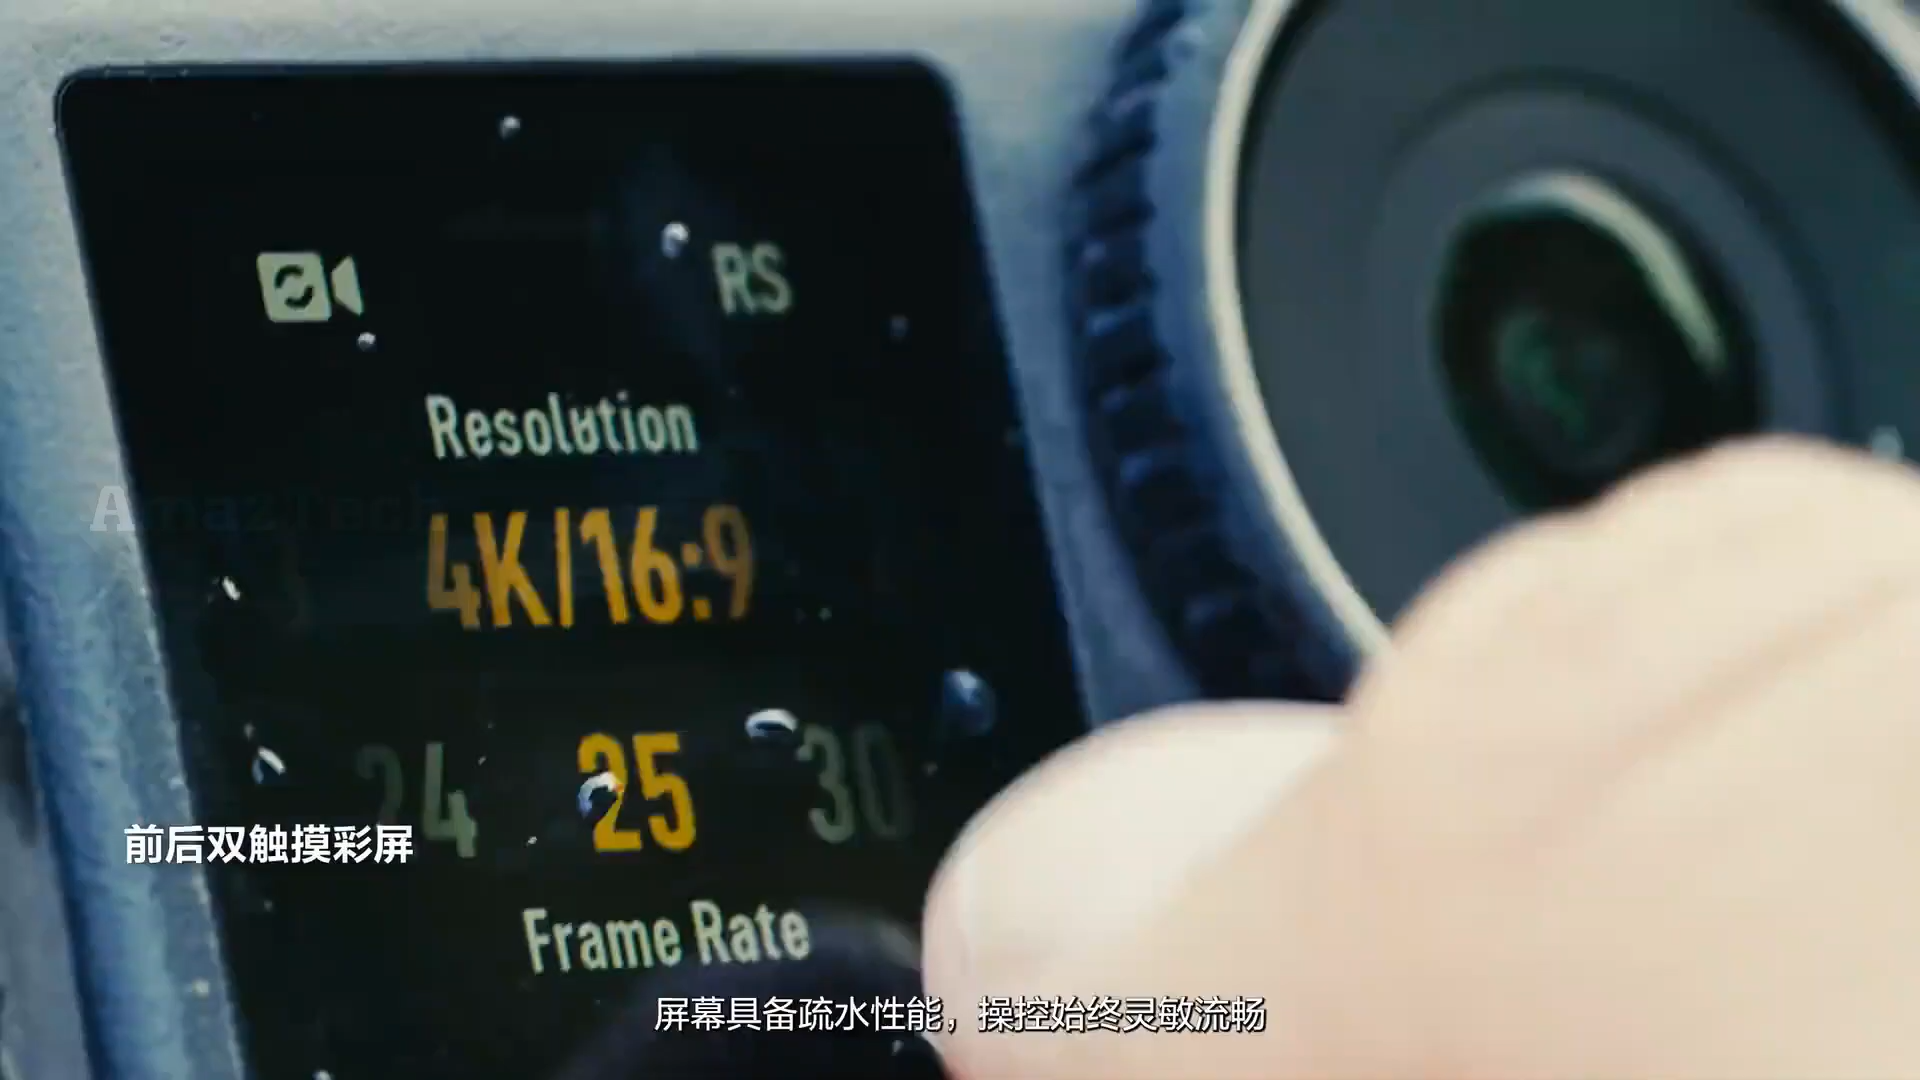 RS
Resolution
AmazTech
4K/16:9
24 25 30
前后双触摸彩屏
Frame Rate
屏幕具备疏水性能，操控始终灵敏流畅